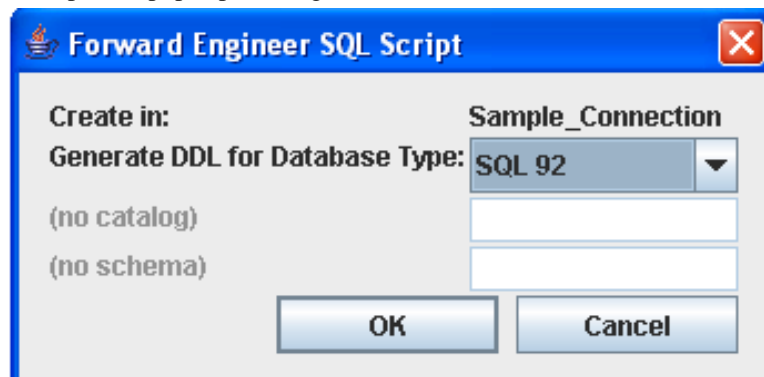 Forward Engineer SQL Script
Create in: Sample_Connection
Generate DDL for Database Type: SQL 92
(no catalog)
(no schema)
OK Cancel